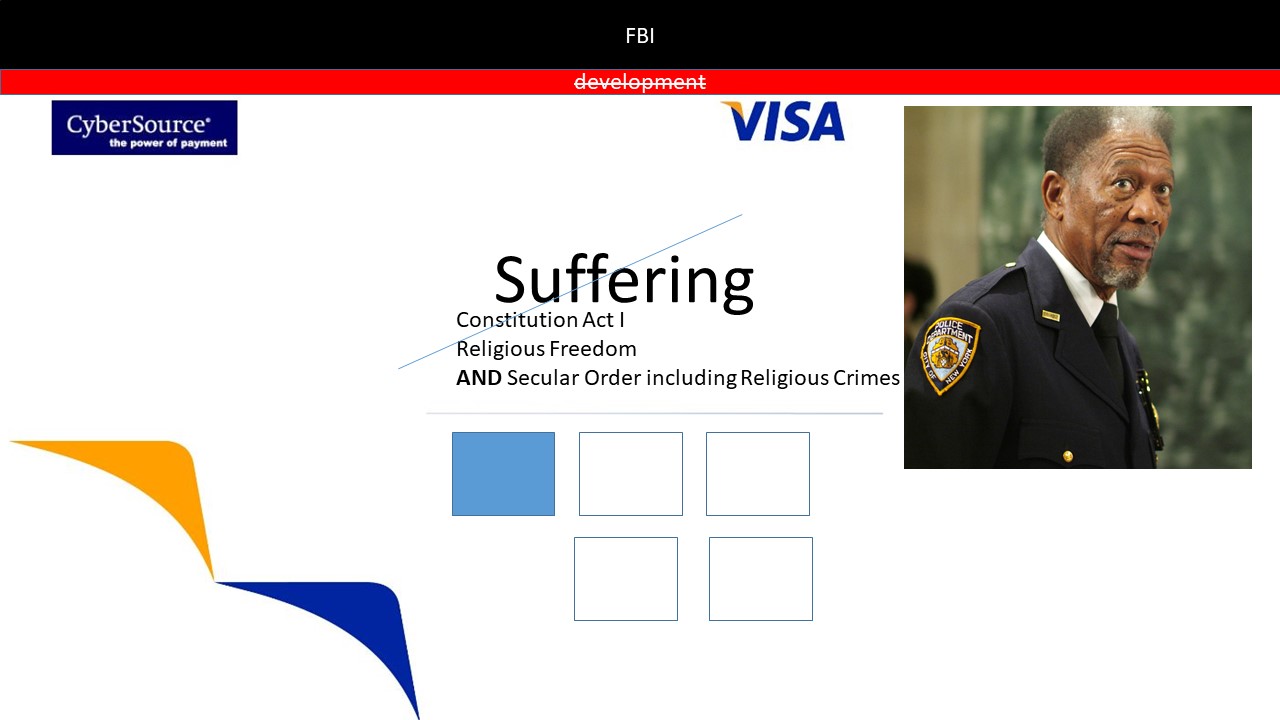 FBI
development
CyberSource®
the power of payment
VISA
Suffering
Constitution Act I
Religious Freedom
AND Secular Order including Religious Crimes
POLICE
DEPARTMENT
CITY OF NEW YORK